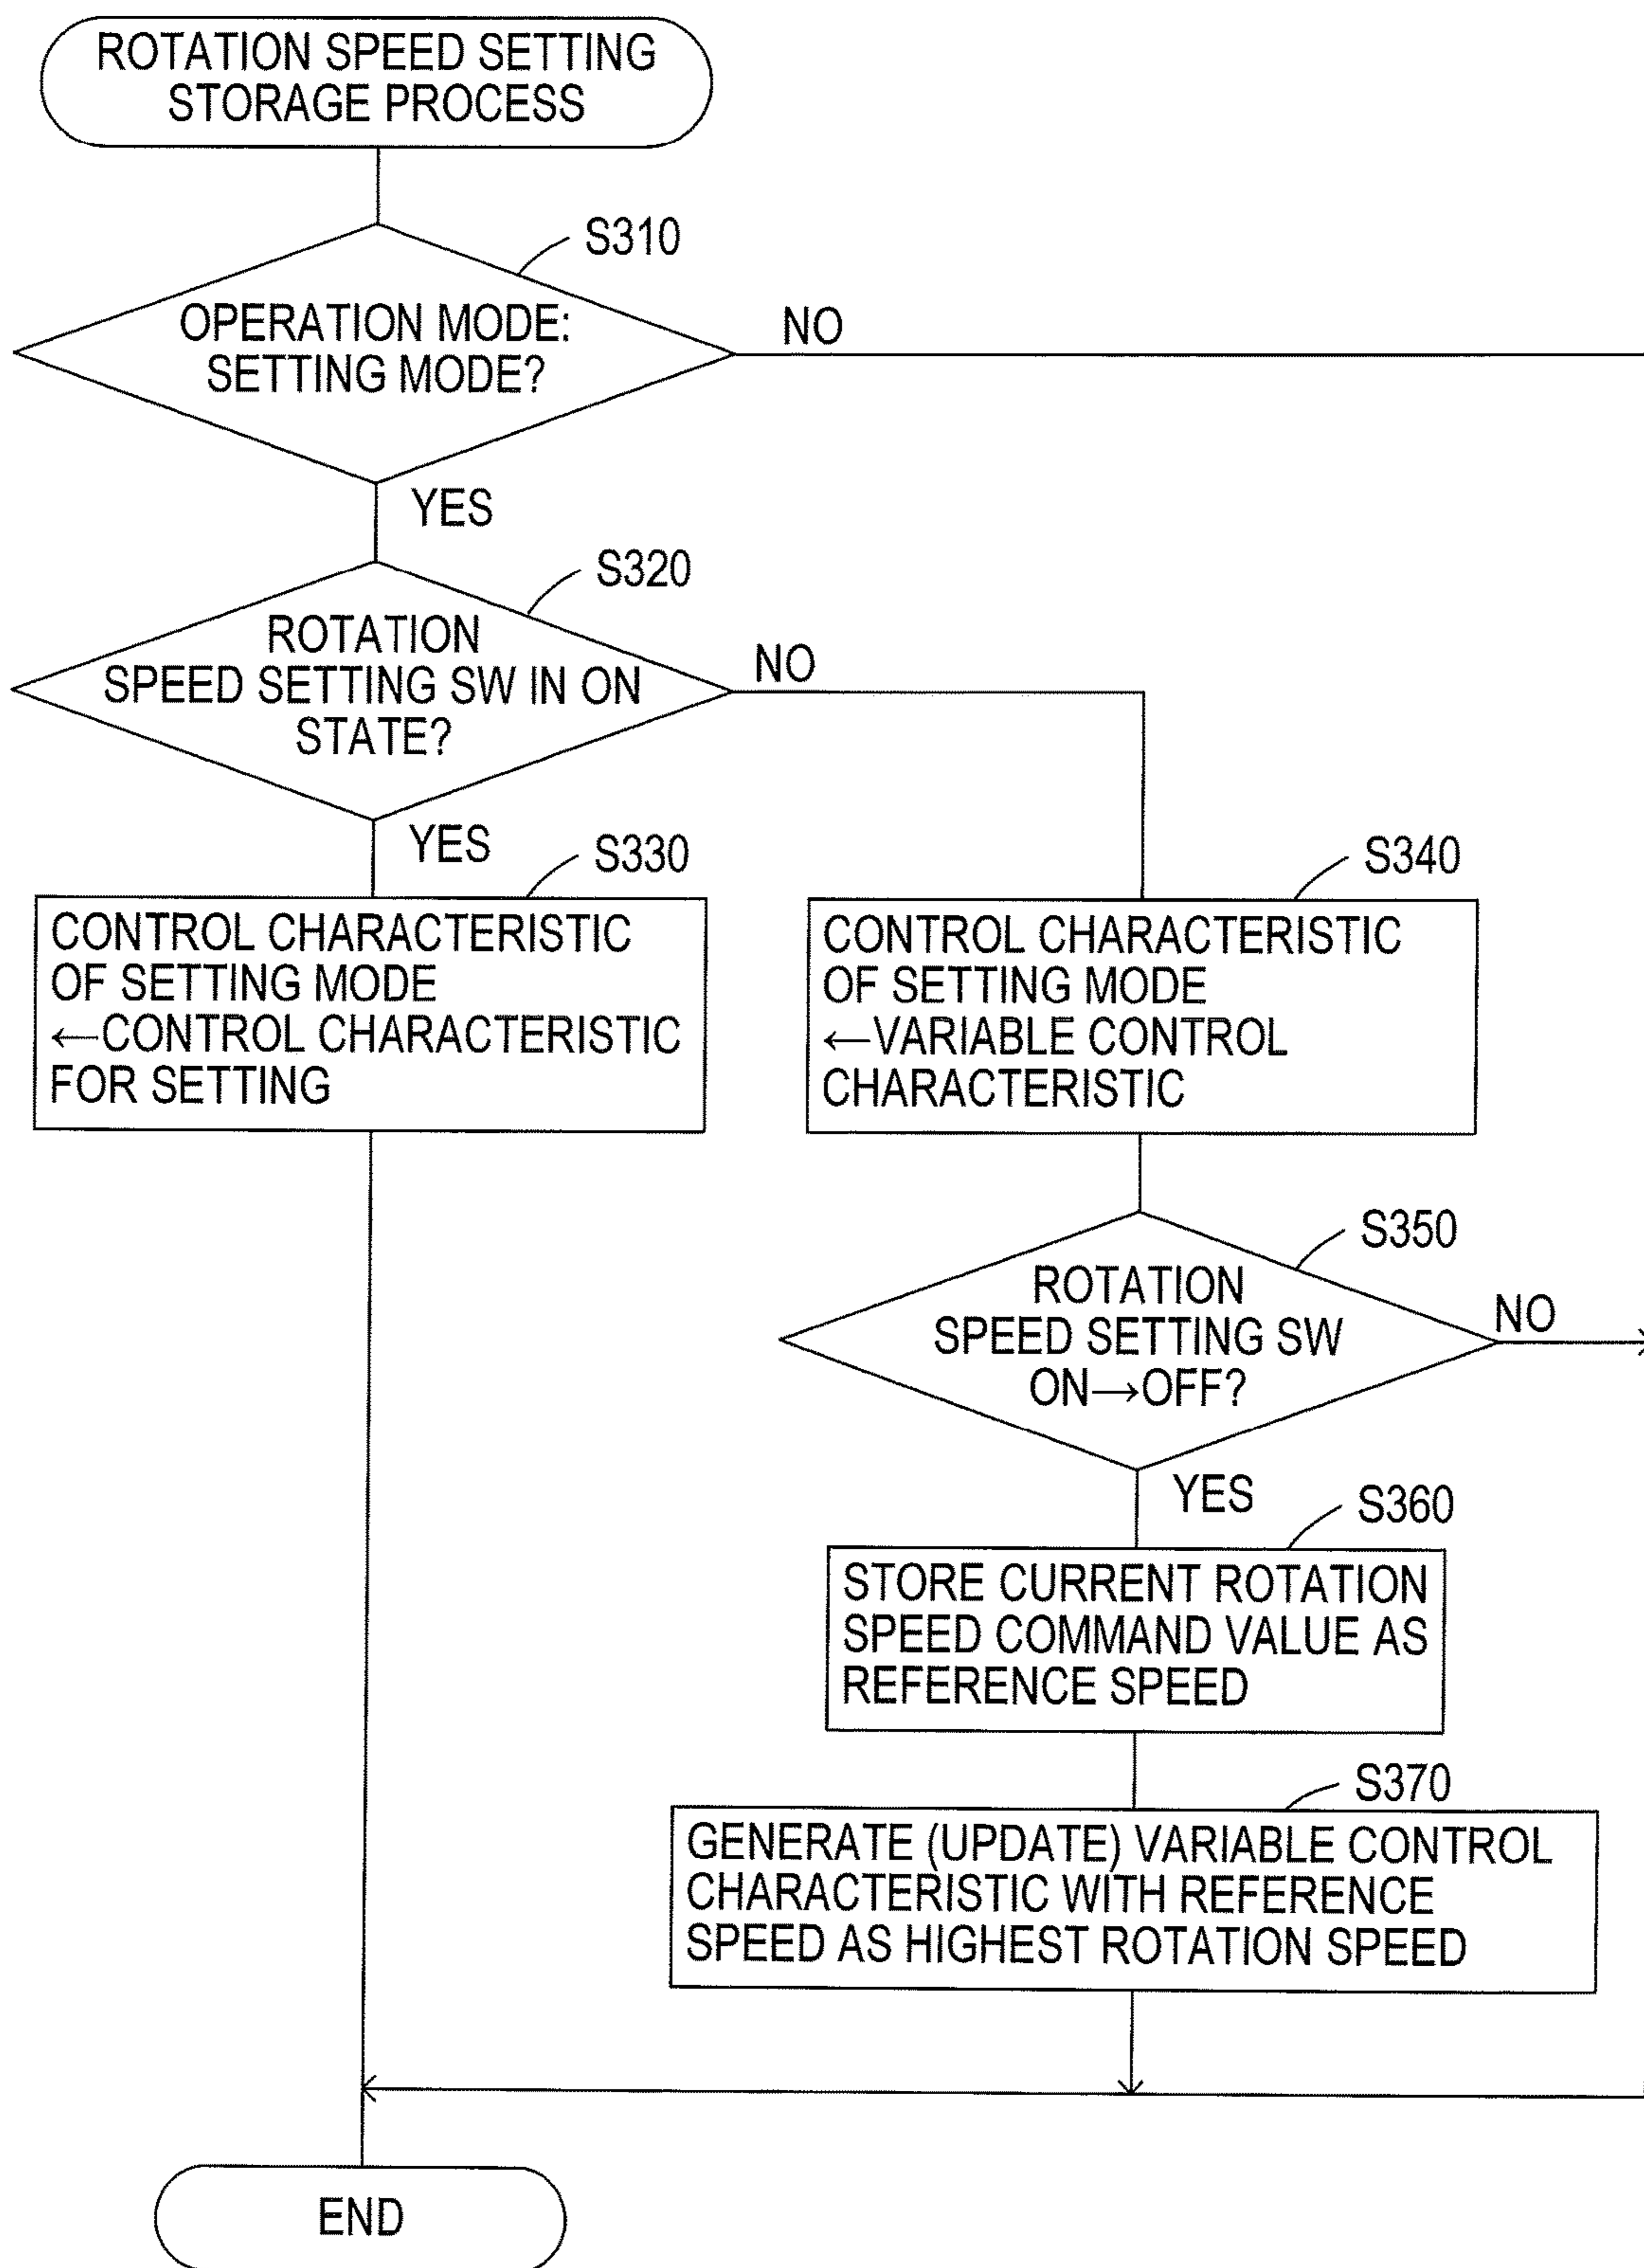 ROTATION SPEED SETTING
STORAGE PROCESS
S310
OPERATION MODE:
SETTING MODE?
NO
YES
S320
ROTATION
SPEED SETTING SW IN ON
STATE?
NO
YES
S330
CONTROL CHARACTERISTIC
OF SETTING MODE
←CONTROL CHARACTERISTIC
FOR SETTING
S340
CONTROL CHARACTERISTIC
OF SETTING MODE
←VARIABLE CONTROL
CHARACTERISTIC
S350
ROTATION
SPEED SETTING SW
ON→OFF?
NO
YES
S360
STORE CURRENT ROTATION
SPEED COMMAND VALUE AS
REFERENCE SPEED
S370
GENERATE (UPDATE) VARIABLE CONTROL
CHARACTERISTIC WITH REFERENCE
SPEED AS HIGHEST ROTATION SPEED
END